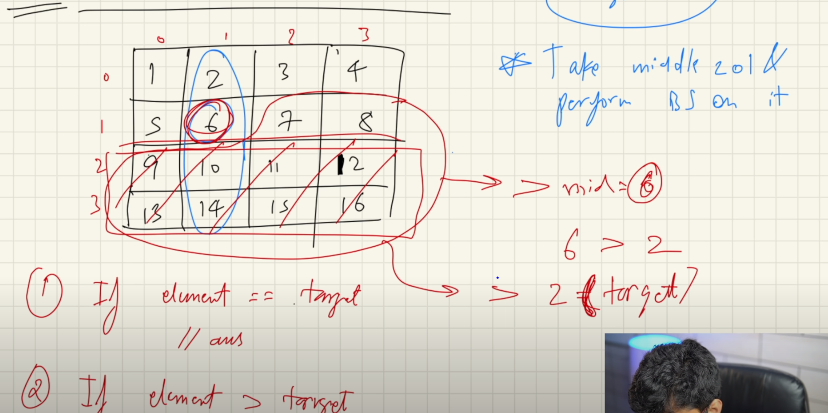 0 1 2 3
0 1 2 3 4
1 5 6 7 8
2 9 10 11 12
3 13 14 15 16
* Take middle col &
perform BS on it
> mid = 6
6 > 2
> 2 = (target)
① If element == target
// ans
② If element > target